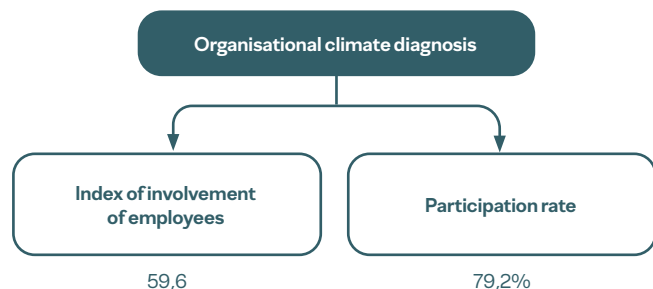 Organisational climate diagnosis
Index of involvement
of employees
Participation rate
59,6
79,2%